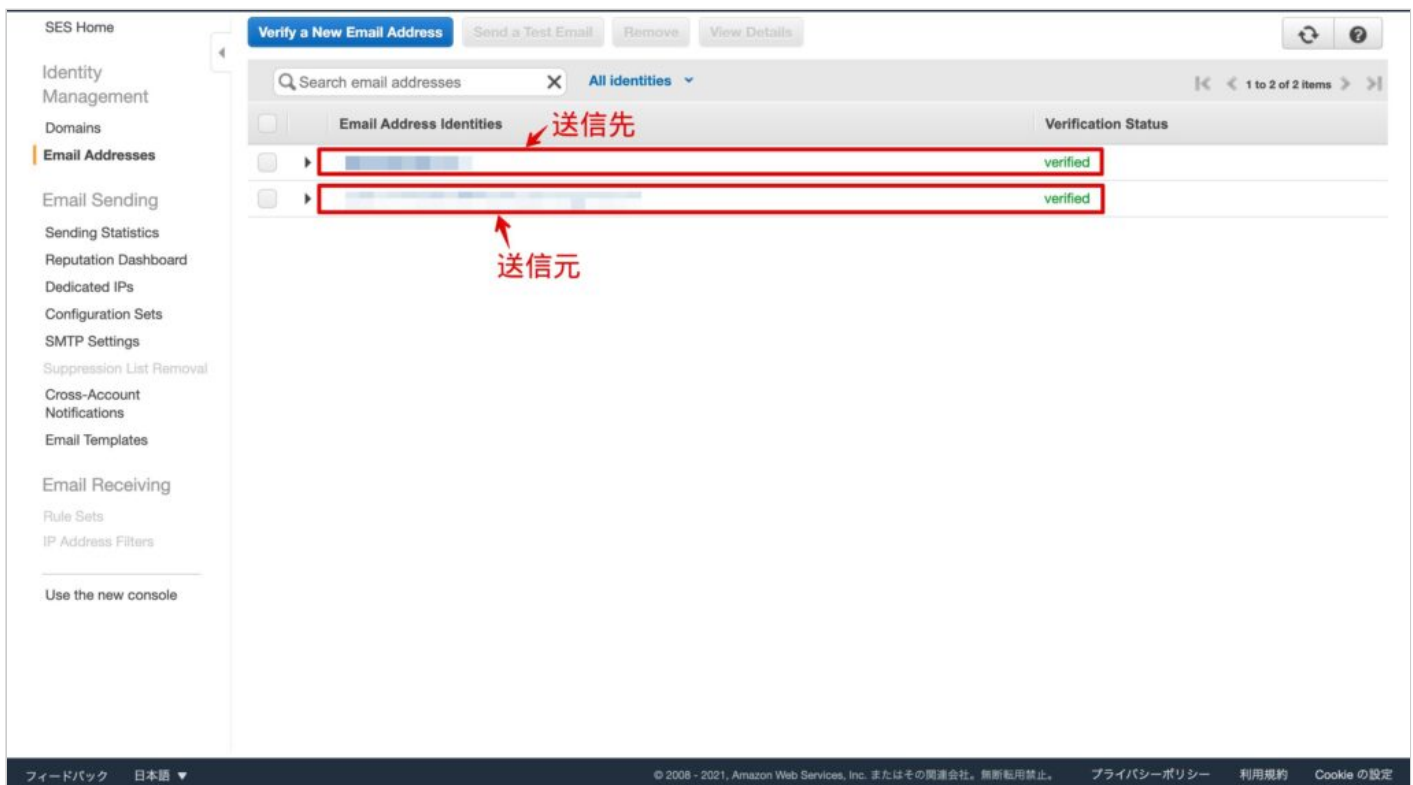 SES Home
Identity
Management
Domains
Email Addresses
Email Sending
Sending Statistics
Reputation Dashboard
Dedicated IPs
Configuration Sets
SMTP Settings
Suppression List Removal
Cross-Account
Notifications
Email Templates
Email Receiving
Rule Sets
IP Address Filters
Use the new console
Verify a New Email Address Send a Test Email Remove View Details
Search email addresses All identities 1 to 2 of 2 items
Email Address Identities Verification Status
送信先
verified
verified
送信元
フィードバック 日本語 © 2008 - 2021, Amazon Web Services, Inc. またはその関連会社。無断転用禁止。 プライバシーポリシー 利用規約 Cookie の設定